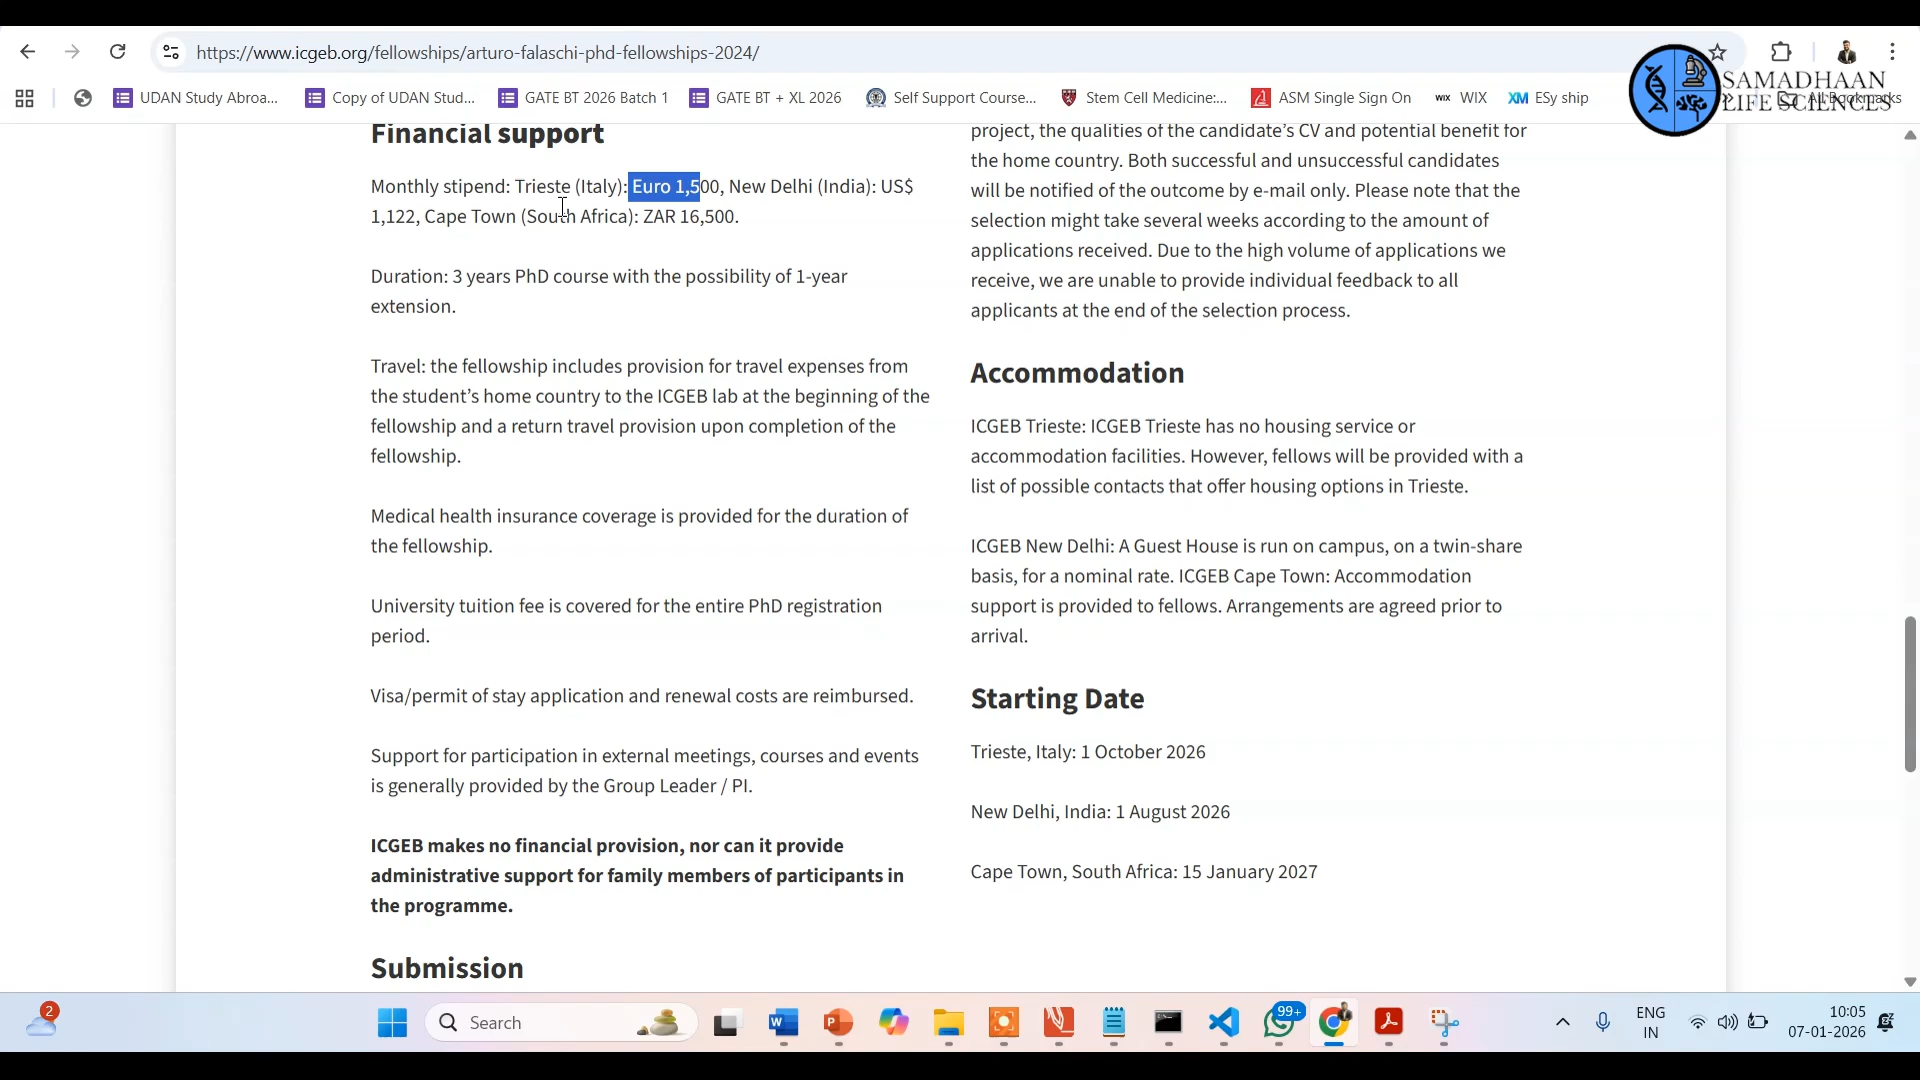 https://www.icgeb.org/fellowships/arturo-falaschi-phd-fellowships-2024/
UDAN Study Abroa...
Copy of UDAN Stud...
GATE BT 2026 Batch 1
GATE BT + XL 2026
Self Support Course...
Stem Cell Medicine:...
ASM Single Sign On
WIX
WIX
XM
ESy ship
All Bookmarks
SAMADHAAN
LIFE SCIENCES
Financial support
Monthly stipend: Trieste (Italy): Euro 1,500, New Delhi (India): US$
1,122, Cape Town (South Africa): ZAR 16,500.
Duration: 3 years PhD course with the possibility of 1-year
extension.
Travel: the fellowship includes provision for travel expenses from
the student’s home country to the ICGEB lab at the beginning of the
fellowship and a return travel provision upon completion of the
fellowship.
Medical health insurance coverage is provided for the duration of
the fellowship.
University tuition fee is covered for the entire PhD registration
period.
Visa/permit of stay application and renewal costs are reimbursed.
Support for participation in external meetings, courses and events
is generally provided by the Group Leader / PI.
ICGEB makes no financial provision, nor can it provide
administrative support for family members of participants in
the programme.
Submission
project, the qualities of the candidate’s CV and potential benefit for
the home country. Both successful and unsuccessful candidates
will be notified of the outcome by e-mail only. Please note that the
selection might take several weeks according to the amount of
applications received. Due to the high volume of applications we
receive, we are unable to provide individual feedback to all
applicants at the end of the selection process.
Accommodation
ICGEB Trieste: ICGEB Trieste has no housing service or
accommodation facilities. However, fellows will be provided with a
list of possible contacts that offer housing options in Trieste.
ICGEB New Delhi: A Guest House is run on campus, on a twin-share
basis, for a nominal rate. ICGEB Cape Town: Accommodation
support is provided to fellows. Arrangements are agreed prior to
arrival.
Starting Date
Trieste, Italy: 1 October 2026
New Delhi, India: 1 August 2026
Cape Town, South Africa: 15 January 2027
2
Search
W
P
99+
ENG
IN
10:05
07-01-2026